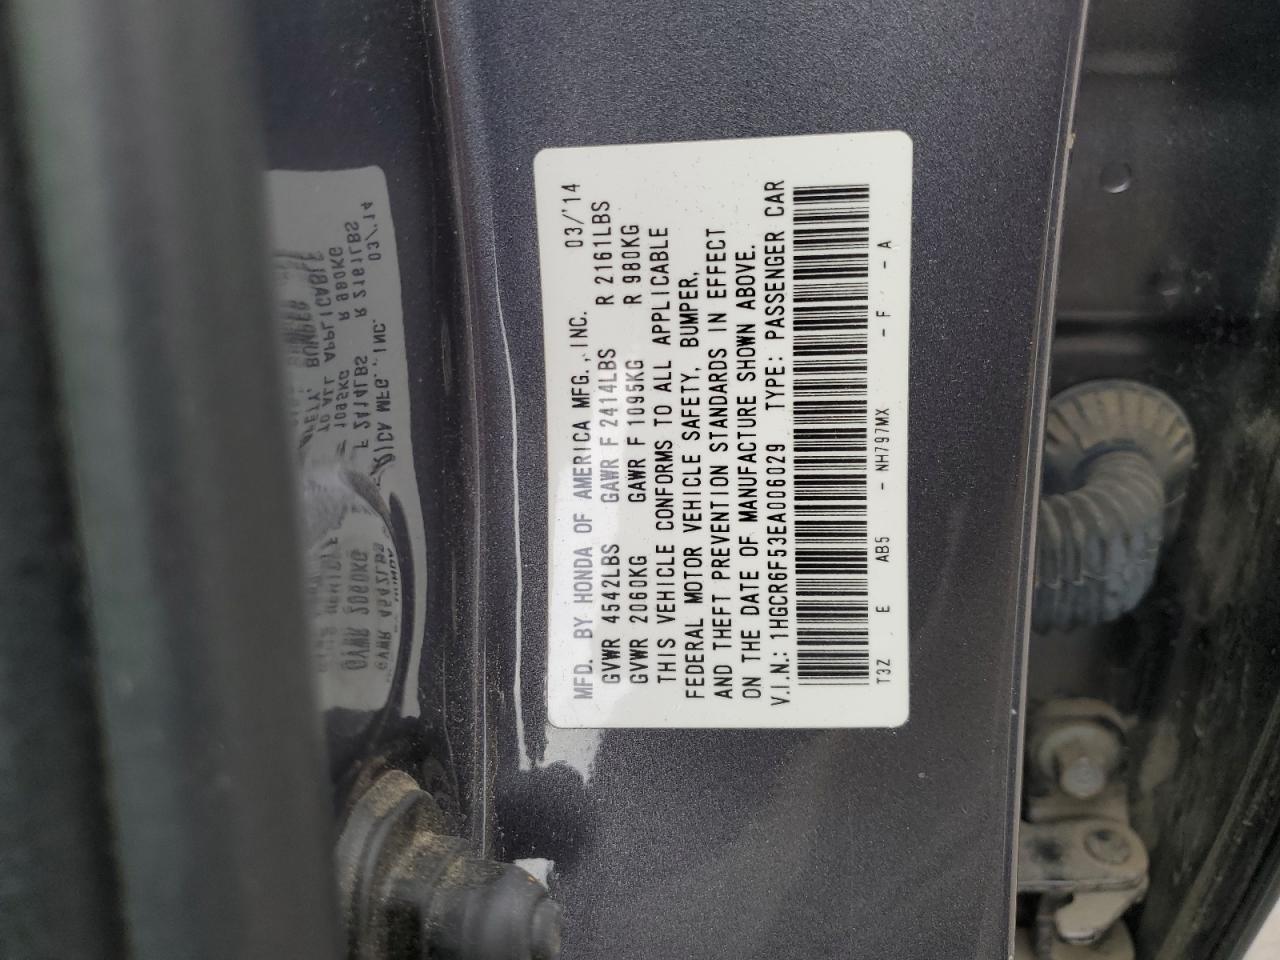 MFD. BY HONDA OF AMERICA MFG., INC. 03/'14
GVWR 4542LBS GAWR F 2414LBS R 2161LBS
GVWR 2060KG GAWR F 1095KG R 980KG
THIS VEHICLE CONFORMS TO ALL APPLICABLE
FEDERAL MOTOR VEHICLE SAFETY, BUMPER,
AND THEFT PREVENTION STANDARDS IN EFFECT
ON THE DATE OF MANUFACTURE SHOWN ABOVE.
V.I.N.: 1HGCR6F53EA006029 TYPE: PASSENGER CAR
T3Z E AB5 - NH797MX - F - A